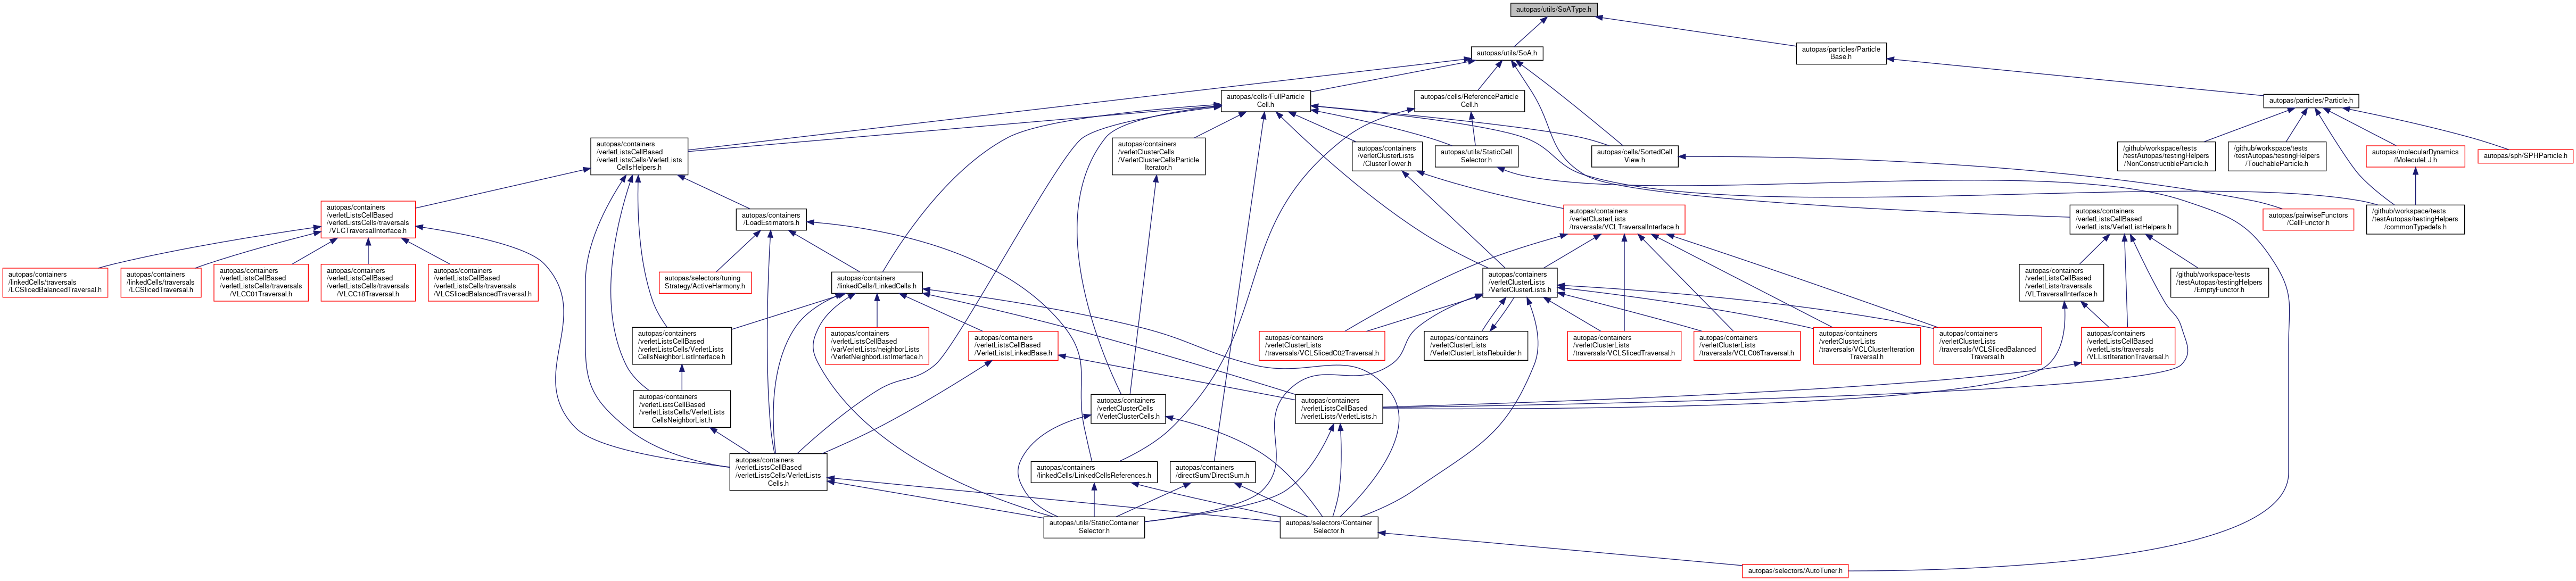 autopas/utils/SoAType.h
autopas/utils/SoA.h
autopas/particles/Particle
Base.h
autopas/cells/FullParticle
Cell.h
autopas/cells/ReferenceParticle
Cell.h
autopas/particles/Particle.h
autopas/containers
/verletListsCellBased
/verletListsCells/VerletLists
CellsHelpers.h
autopas/containers
/verletClusterCells
/VerletClusterCellsParticle
Iterator.h
autopas/containers
/verletClusterLists
/ClusterTower.h
autopas/utils/StaticCell
Selector.h
autopas/cells/SortedCell
View.h
/github/workspace/tests
/testAutopas/testingHelpers
/NonConstructibleParticle.h
/github/workspace/tests
/testAutopas/testingHelpers
/TouchableParticle.h
autopas/molecularDynamics
/MoleculeLJ.h
autopas/sph/SPHParticle.h
autopas/containers
/verletListsCellBased
/verletListsCells/traversals
/VLCTraversalInterface.h
autopas/containers
/LoadEstimators.h
autopas/containers
/verletClusterLists
/traversals/VCLTraversalInterface.h
autopas/containers
/verletListsCellBased
/verletLists/VerletListHelpers.h
autopas/pairwiseFunctors
/CellFunctor.h
/github/workspace/tests
/testAutopas/testingHelpers
/commonTypedefs.h
autopas/containers
/linkedCells/traversals
/LCSlicedBalancedTraversal.h
autopas/containers
/linkedCells/traversals
/LCSlicedTraversal.h
autopas/containers
/verletListsCellBased
/verletListsCells/traversals
/VLCC01Traversal.h
autopas/containers
/verletListsCellBased
/verletListsCells/traversals
/VLCC18Traversal.h
autopas/containers
/verletListsCellBased
/verletListsCells/traversals
/VLCSlicedBalancedTraversal.h
autopas/selectors/tuning
Strategy/ActiveHarmony.h
autopas/containers
/linkedCells/LinkedCells.h
autopas/containers
/verletClusterLists
/VerletClusterLists.h
autopas/containers
/verletListsCellBased
/verletLists/traversals
/VLTraversalInterface.h
/github/workspace/tests
/testAutopas/testingHelpers
/EmptyFunctor.h
autopas/containers
/verletListsCellBased
/verletListsCells/VerletLists
CellsNeighborListInterface.h
autopas/containers
/verletListsCellBased
/varVerletLists/neighborLists
/VerletNeighborListInterface.h
autopas/containers
/verletListsCellBased
/VerletListsLinkedBase.h
autopas/containers
/verletClusterLists
/traversals/VCLSlicedC02Traversal.h
autopas/containers
/verletClusterLists
/VerletClusterListsRebuilder.h
autopas/containers
/verletClusterLists
/traversals/VCLSlicedTraversal.h
autopas/containers
/verletClusterLists
/traversals/VCLC06Traversal.h
autopas/containers
/verletClusterLists
/traversals/VCLClusterIteration
Traversal.h
autopas/containers
/verletClusterLists
/traversals/VCLSlicedBalanced
Traversal.h
autopas/containers
/verletListsCellBased
/verletLists/traversals
/VLListIterationTraversal.h
autopas/containers
/verletListsCellBased
/verletListsCells/VerletLists
CellsNeighborList.h
autopas/containers
/verletClusterCells
/VerletClusterCells.h
autopas/containers
/verletListsCellBased
/verletLists/VerletLists.h
autopas/containers
/verletListsCellBased
/verletListsCells/VerletLists
Cells.h
autopas/containers
/linkedCells/LinkedCellsReferences.h
autopas/containers
/directSum/DirectSum.h
autopas/utils/StaticContainer
Selector.h
autopas/selectors/Container
Selector.h
autopas/selectors/AutoTuner.h